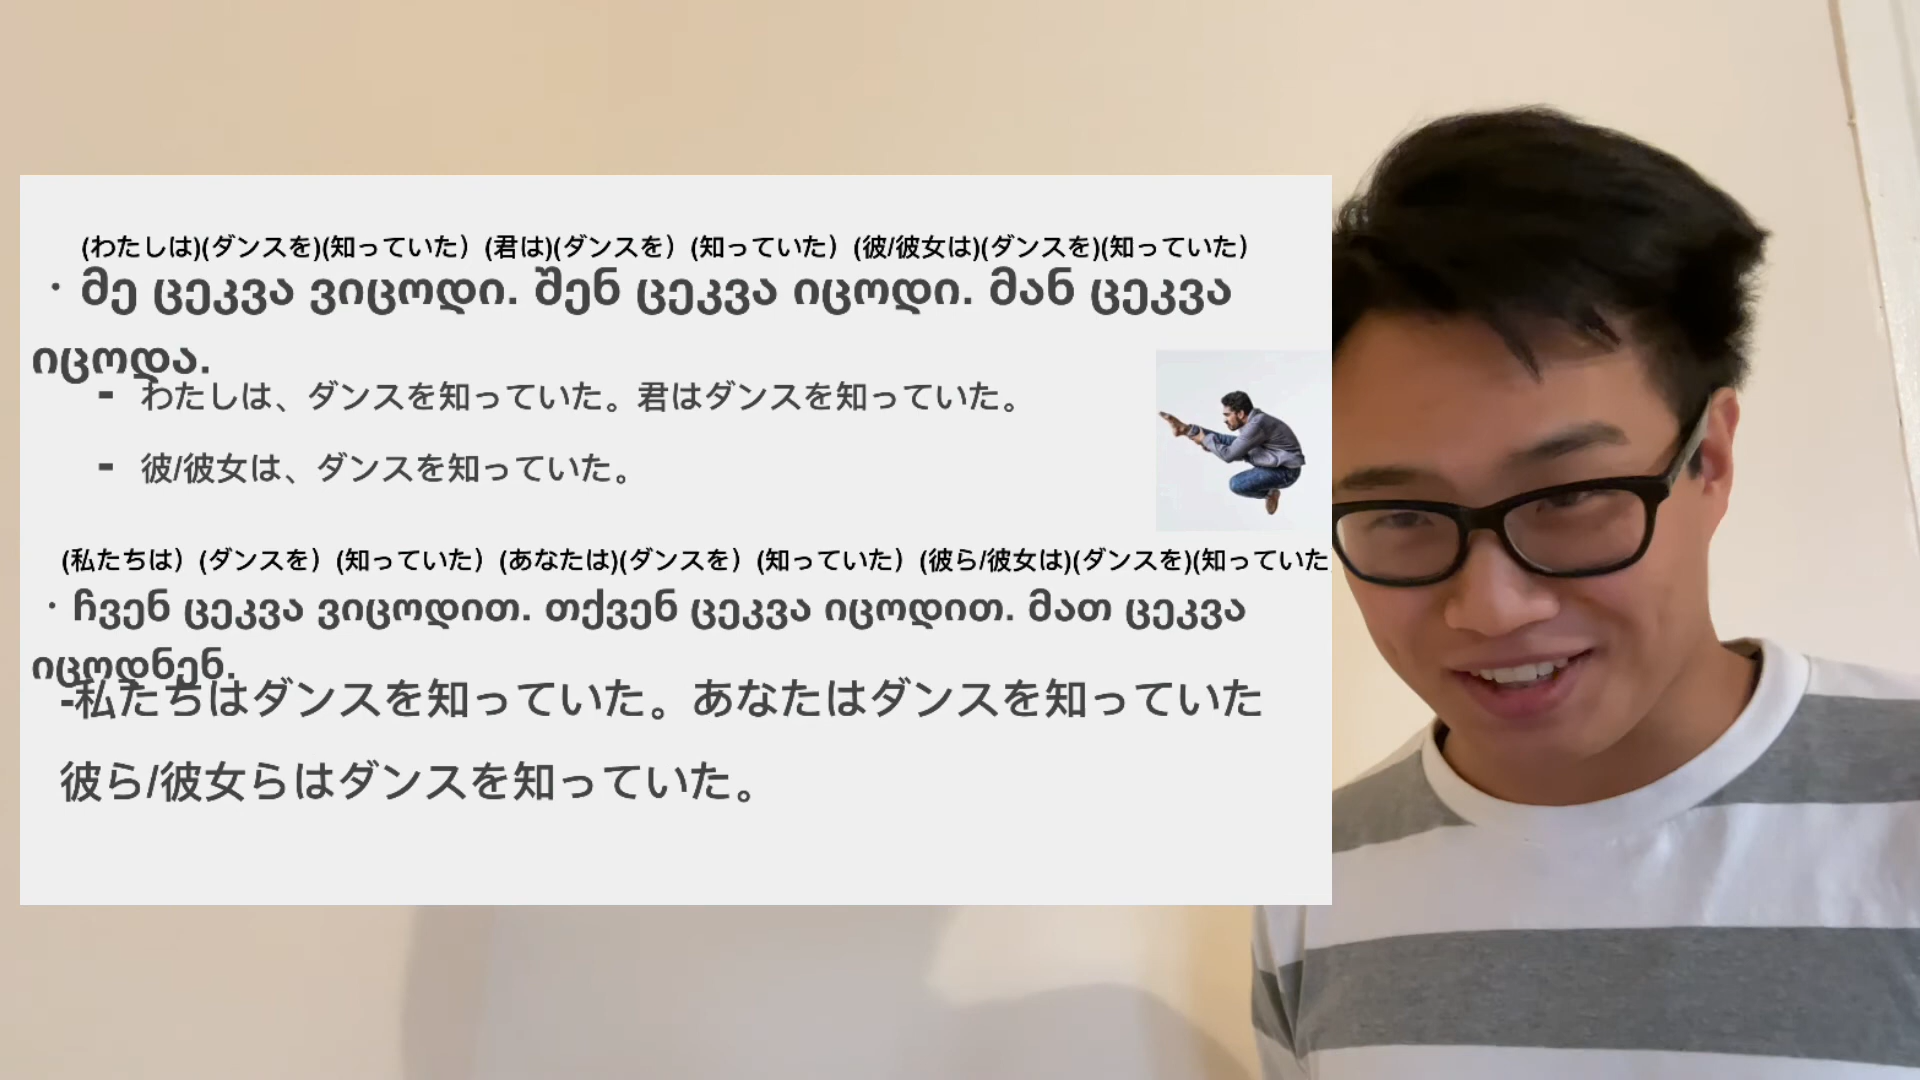 (わたしは)(ダンスを)(知っていた）(君は)(ダンスを）(知っていた）(彼/彼女は)(ダンスを)(知っていた）
· მე ცეკვა ვიცოდი. შენ ცეკვა იცოდი. მან ცეკვა
იცოდა.
- わたしは、ダンスを知っていた。君はダンスを知っていた。
- 彼/彼女は、ダンスを知っていた。
(私たちは）(ダンスを）(知っていた）(あなたは)(ダンスを）(知っていた）(彼ら/彼女は)(ダンスを)(知っていた
· ჩვენ ცეკვა ვიცოდით. თქვენ ცეკვა იცოდით. მათ ცეკვა
იცოდნენ.
-私たちはダンスを知っていた。あなたはダンスを知っていた
彼ら/彼女らはダンスを知っていた。